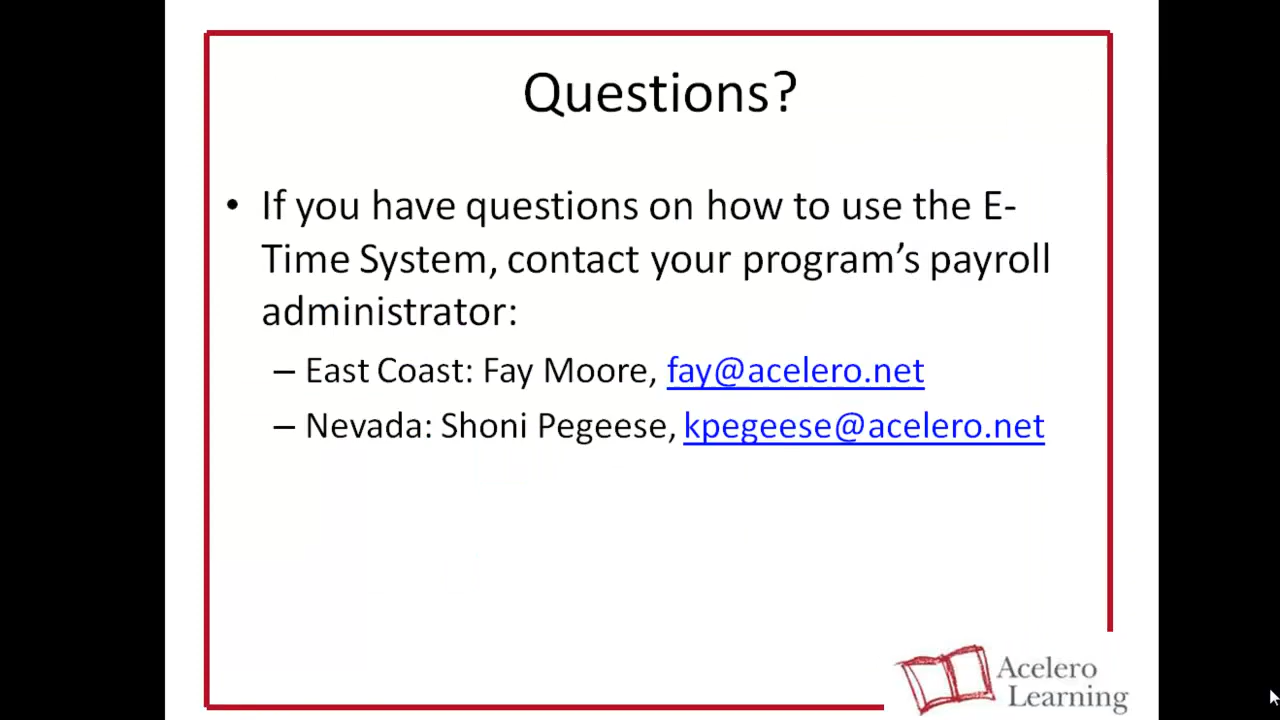 Questions?
• If you have questions on how to use the E-
Time System, contact your program’s payroll
administrator:
– East Coast: Fay Moore, fay@acelero.net
– Nevada: Shoni Pegeese, kpegeese@acelero.net
Acelero
Learning